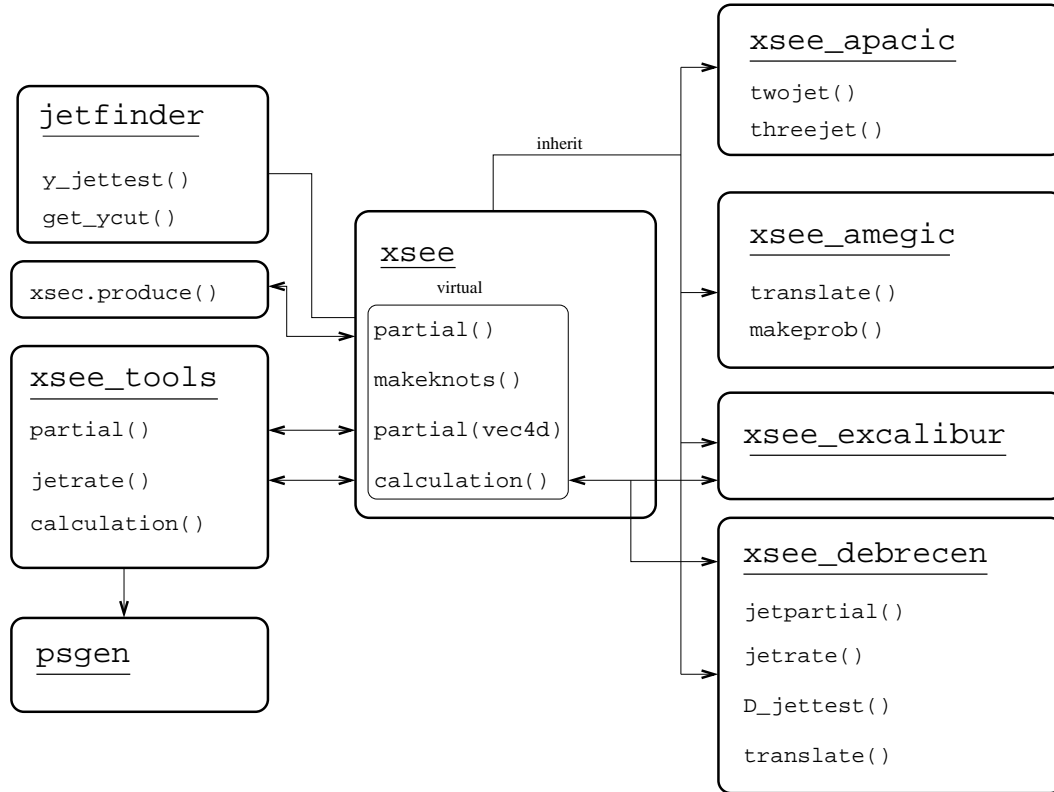 jetfinder
y_jettest()
get_ycut()
xsec.produce()
xsee_tools
partial()
jetrate()
calculation()
psgen
inherit
xsee
virtual
partial()
makeknots()
partial(vec4d)
calculation()
xsee_apacic
twojet()
threejet()
xsee_amegic
translate()
makeprob()
xsee_excalibur
xsee_debrecen
jetpartial()
jetrate()
D_jettest()
translate()